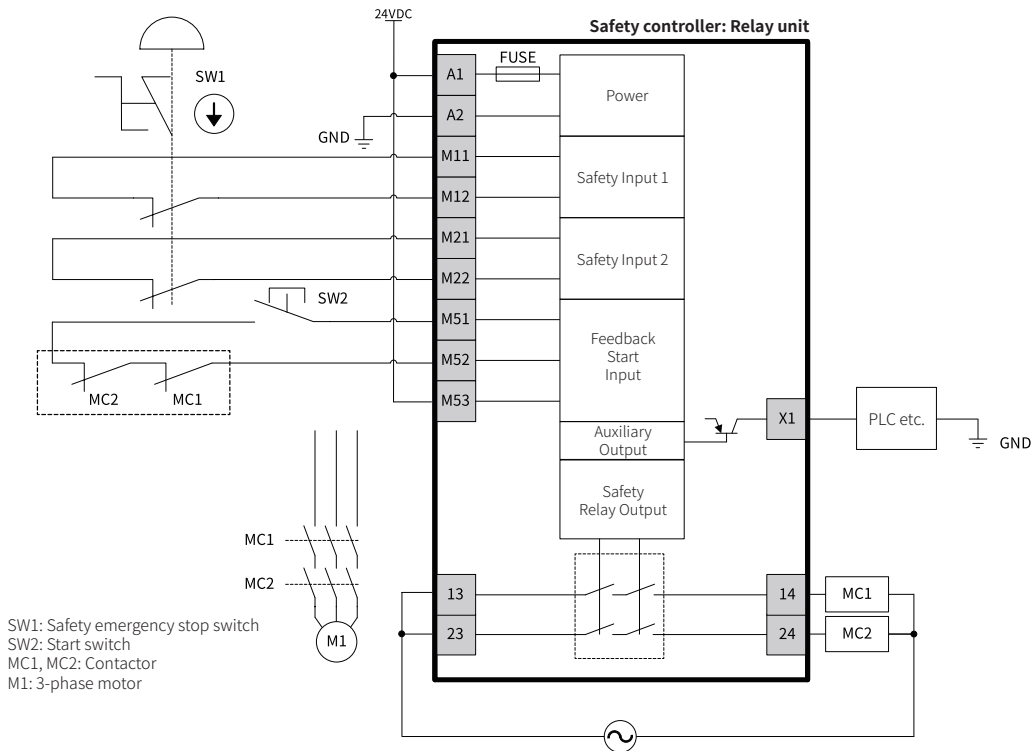 24VDC
Safety controller: Relay unit
SW1
A1
FUSE
Power
A2
GND
M11
Safety Input 1
M12
M21
Safety Input 2
M22
SW2
M51
Feedback
Start
Input
M52
MC2
MC1
M53
X1
PLC etc.
GND
Auxiliary
Output
Safety
Relay Output
MC1
MC2
M1
13
14
MC1
23
24
MC2
SW1: Safety emergency stop switch
SW2: Start switch
MC1, MC2: Contactor
M1: 3-phase motor